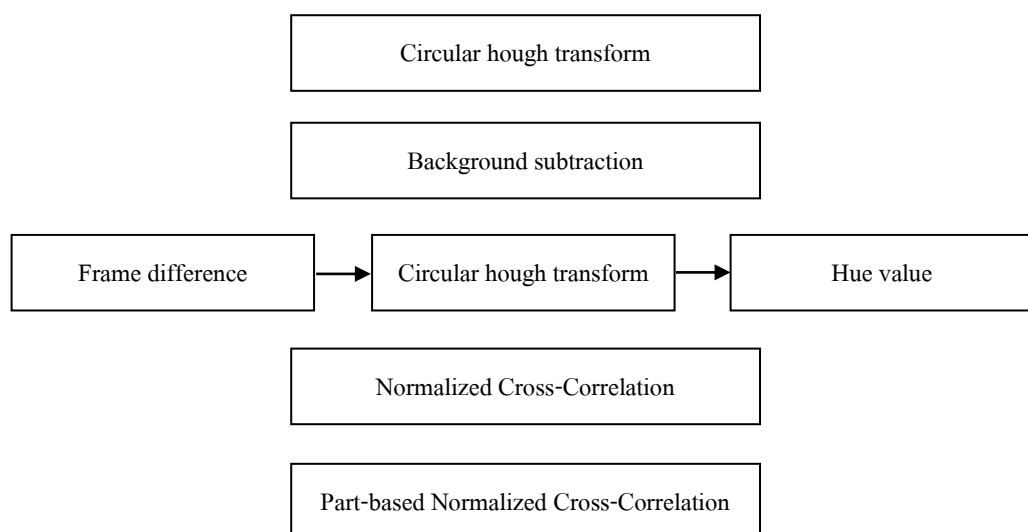 Circular hough transform
Background subtraction
Frame difference
Circular hough transform
Hue value
Normalized Cross-Correlation
Part-based Normalized Cross-Correlation